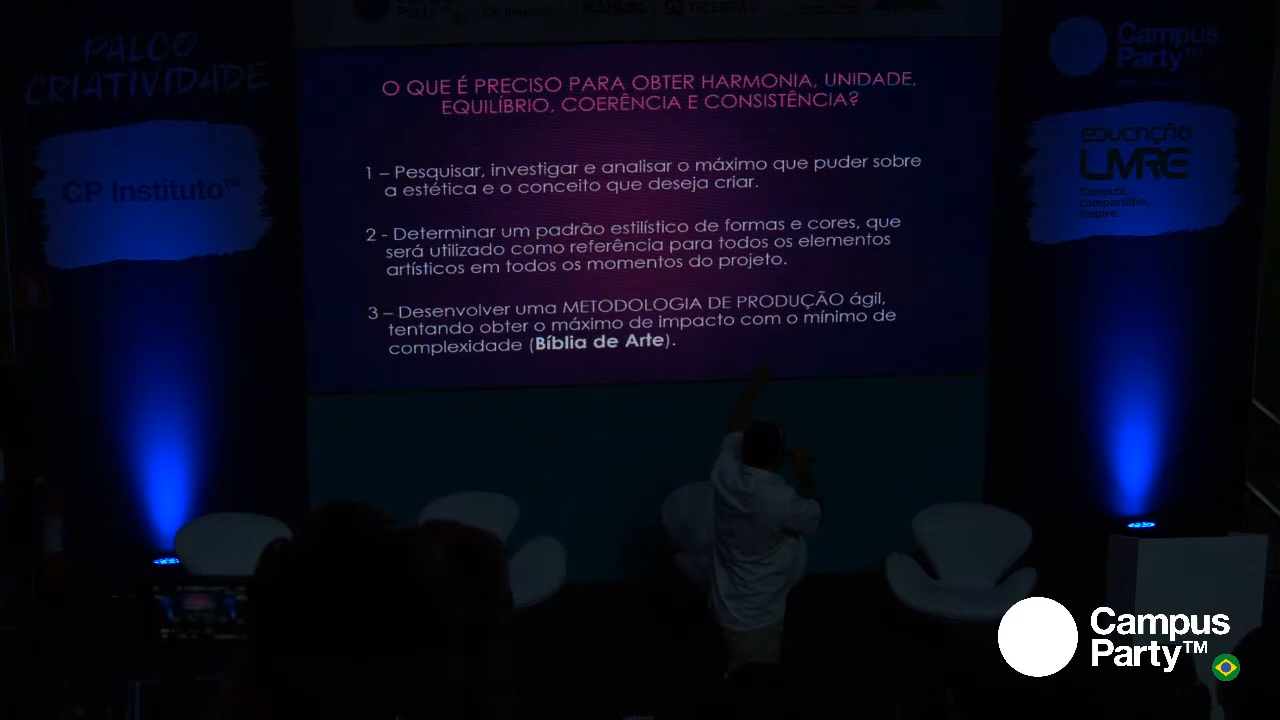 PALCO
CRIATIVIDADE
CP Instituto™
O QUE É PRECISO PARA OBTER HARMONIA, UNIDADE,
EQUILÍBRIO, COERÊNCIA E CONSISTÊNCIA?
1 – Pesquisar, investigar e analisar o máximo que puder sobre
a estética e o conceito que deseja criar.
2 - Determinar um padrão estilístico de formas e cores, que
será utilizado como referência para todos os elementos
artísticos em todos os momentos do projeto.
3 – Desenvolver uma METODOLOGIA DE PRODUÇÃO ágil,
tentando obter o máximo de impacto com o mínimo de
complexidade (Bíblia de Arte).
Campus
Party™
educação
LIVRE
Conecte,
compartilhe,
inspire.
Campus
Party™